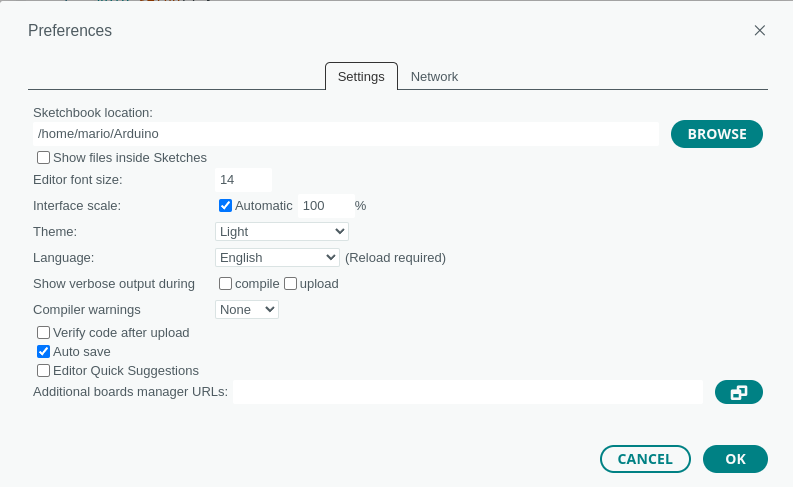 Preferences
Settings Network
Sketchbook location:
/home/mario/Arduino BROWSE
Show files inside Sketches
Editor font size: 14
Interface scale: Automatic 100 %
Theme: Light
Language: English (Reload required)
Show verbose output during compile upload
Compiler warnings None
Verify code after upload
Auto save
Editor Quick Suggestions
Additional boards manager URLs:
CANCEL OK